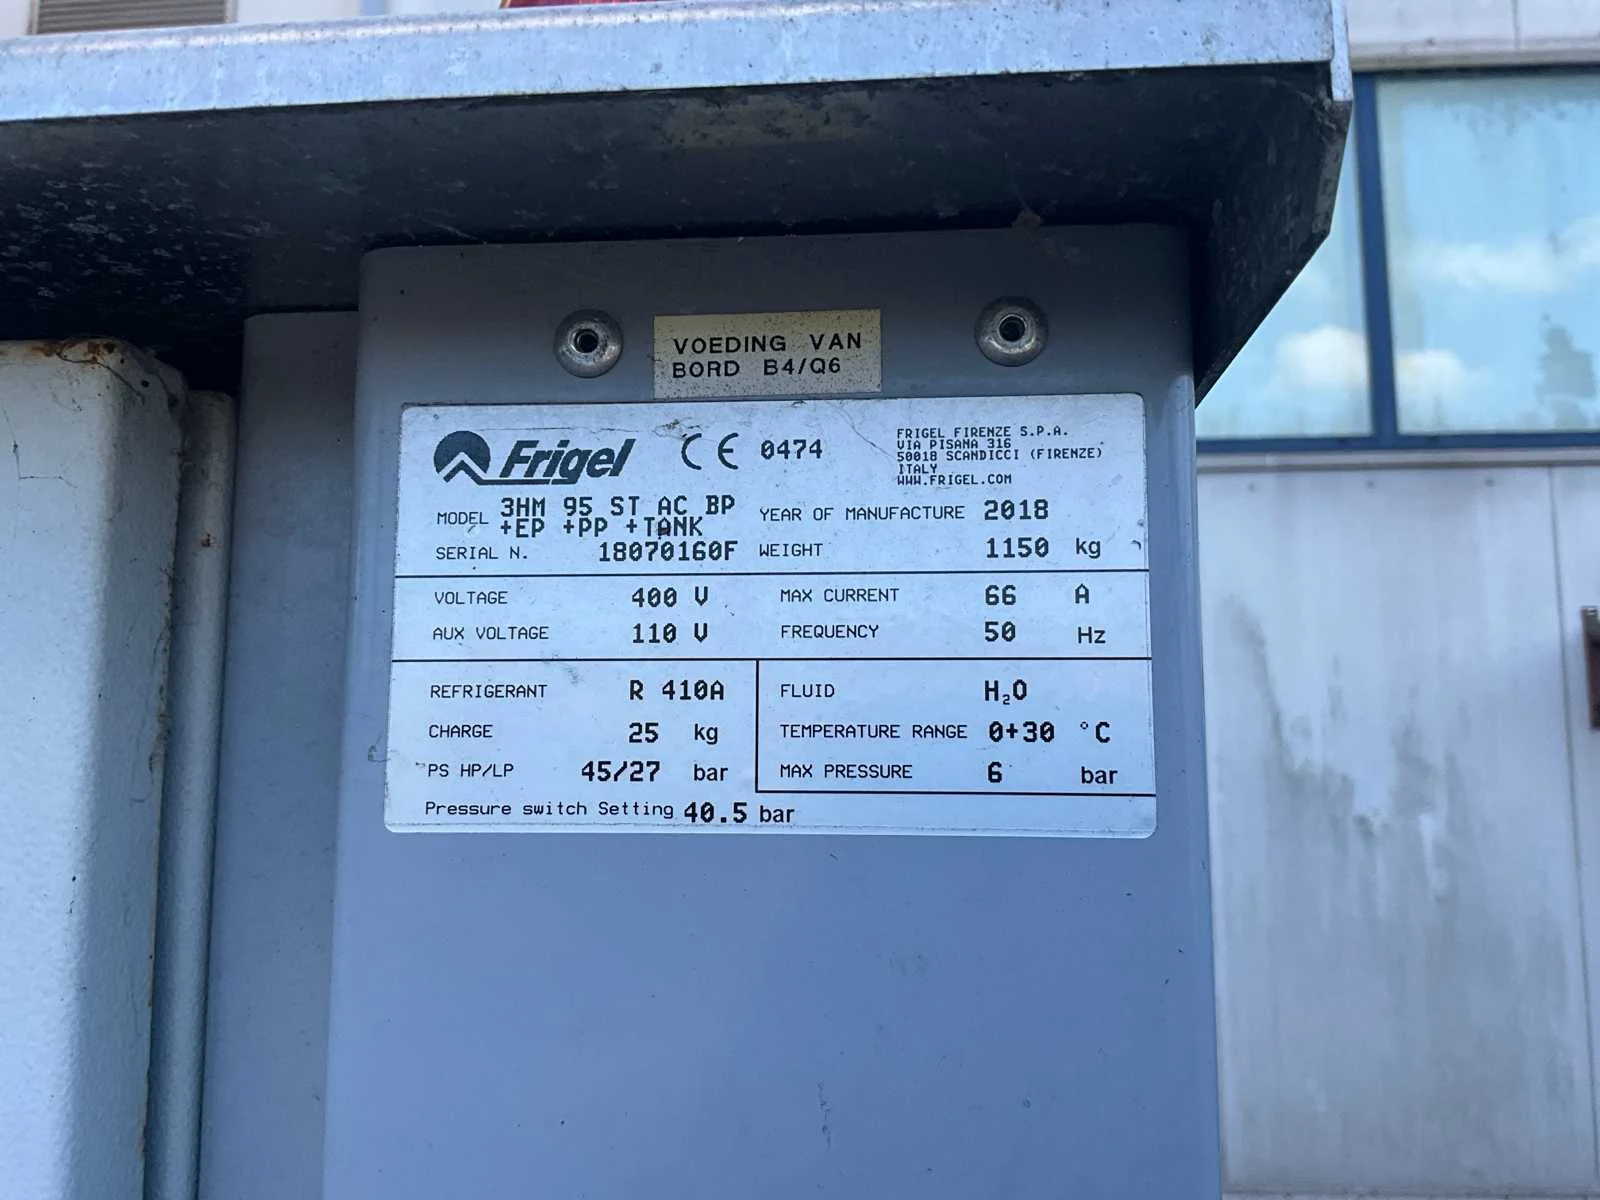 VOEDING VAN
BORD B4/Q6
Frigel CE 0474
FRIGEL FIRENZE S.P.A.
VIA PISANA 316
50018 SCANDICCI (FIRENZE)
ITALY
WWW.FRIGEL.COM
MODEL 3HM 95 ST AC BP
+EP +PP +TANK
YEAR OF MANUFACTURE 2018
SERIAL N. 18070160F WEIGHT 1150 kg
VOLTAGE 400 V MAX CURRENT 66 A
AUX VOLTAGE 110 V FREQUENCY 50 Hz
REFRIGERANT R 410A FLUID H₂O
CHARGE 25 kg TEMPERATURE RANGE 0+30 °C
PS HP/LP 45/27 bar MAX PRESSURE 6 bar
Pressure switch Setting 40.5 bar